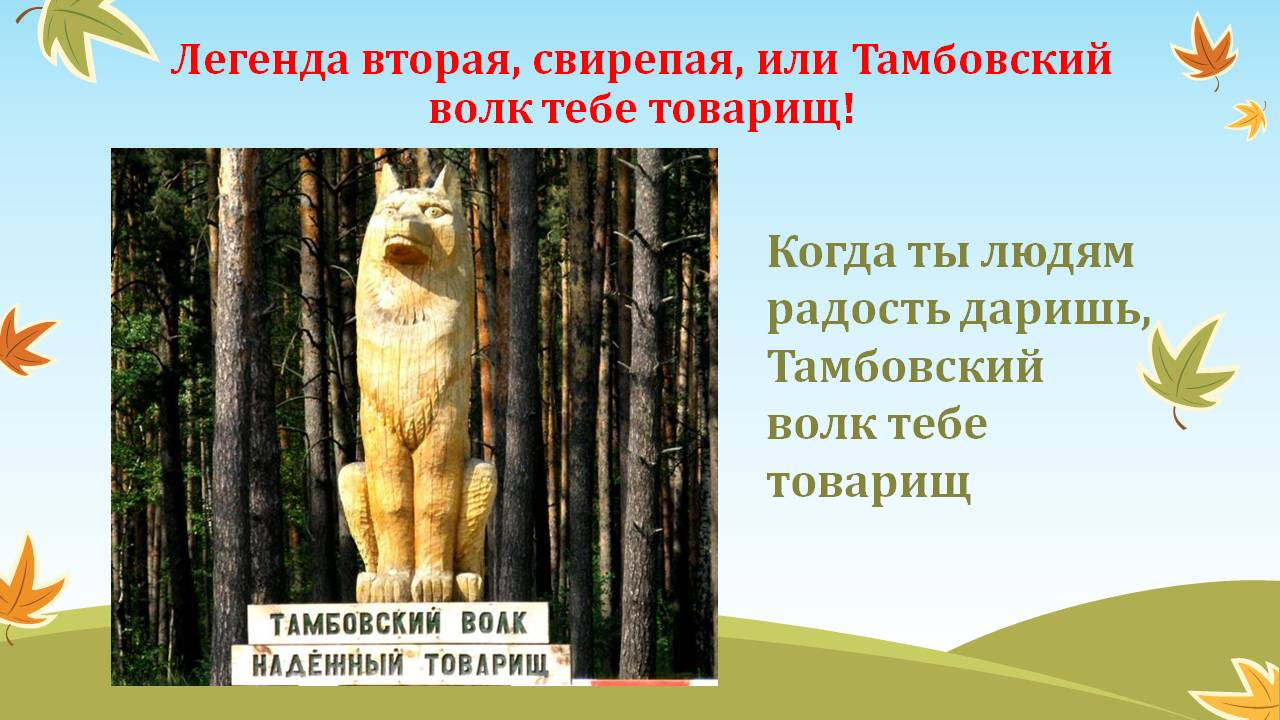 Легенда вторая, свирепая, или Тамбовский
волк тебе товарищ!
Когда ты людям
радость даришь,
Тамбовский
волк тебе
товарищ
ТАМБОВСКИЙ ВОЛК
НАДЁЖНЫЙ ТОВАРИЩ